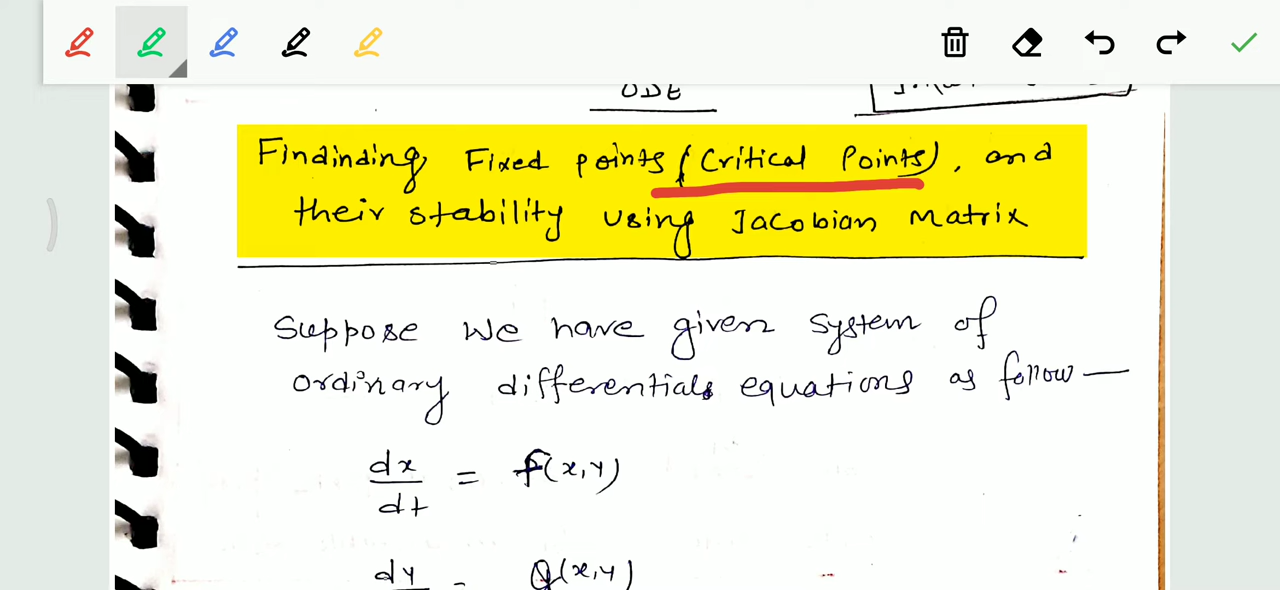 ODE
Findinding Fixed points (Critical Points), and
their stability using Jacobian Matrix
Suppose We have given system of
ordinary differentials equations as follow —
dx
dt
= f(x,y)
dy
= g(x,y)